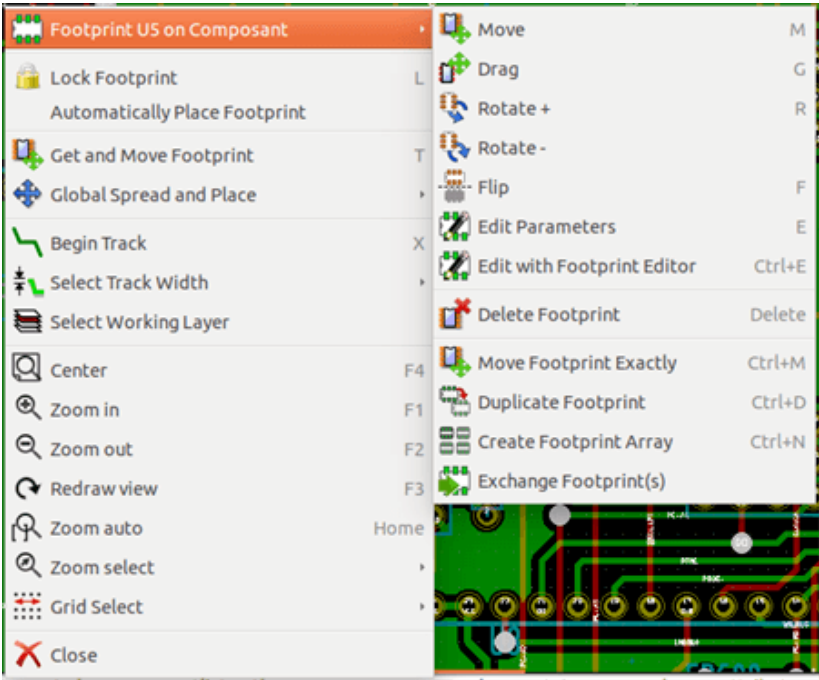 Footprint U5 on Composant
Lock Footprint L
Automatically Place Footprint
Get and Move Footprint T
Global Spread and Place
Begin Track X
Select Track Width
Select Working Layer
Center F4
Zoom in F1
Zoom out F2
Redraw view F3
Zoom auto Home
Zoom select
Grid Select
Close
Move M
Drag G
Rotate + R
Rotate -
Flip F
Edit Parameters E
Edit with Footprint Editor Ctrl+E
Delete Footprint Delete
Move Footprint Exactly Ctrl+M
Duplicate Footprint Ctrl+D
Create Footprint Array Ctrl+N
Exchange Footprint(s)